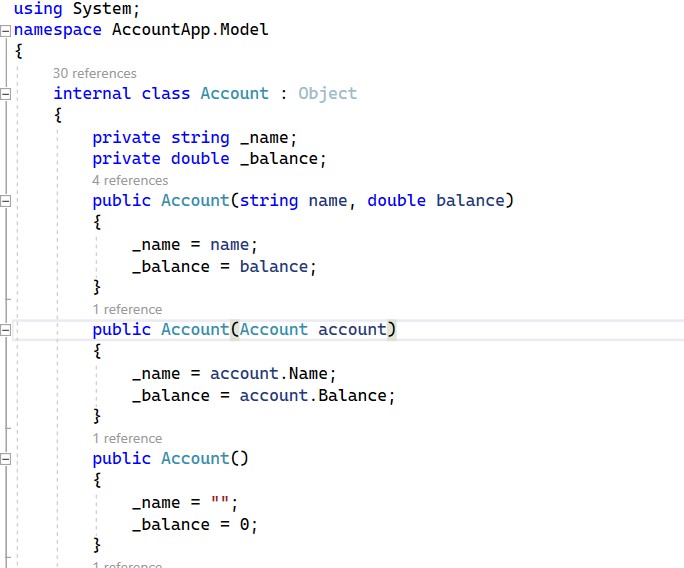 using System;
namespace AccountApp.Model
{
30 references
internal class Account : Object
{
private string _name;
private double _balance;
4 references
public Account(string name, double balance)
{
_name = name;
_balance = balance;
}
1 reference
public Account(Account account)
{
_name = account.Name;
_balance = account.Balance;
}
1 reference
public Account()
{
_name = "";
_balance = 0;
}
1 reference